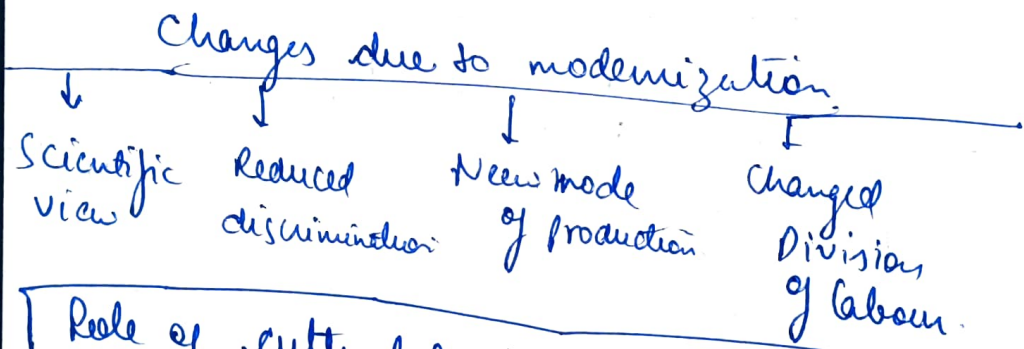 Changes due to modernization.
Scientific view
Reduced discrimination
New mode of production
Changed Division of labour.
Role of